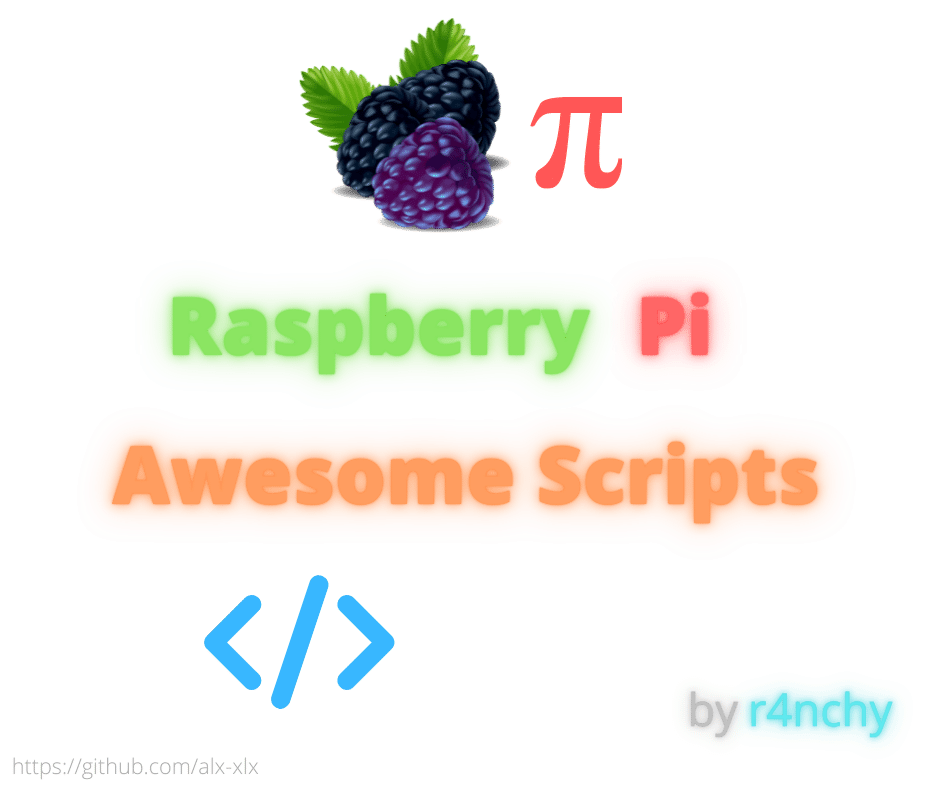 π
Raspberry Pi
Awesome Scripts
</>
by r4nchy
https://github.com/alx-xlx